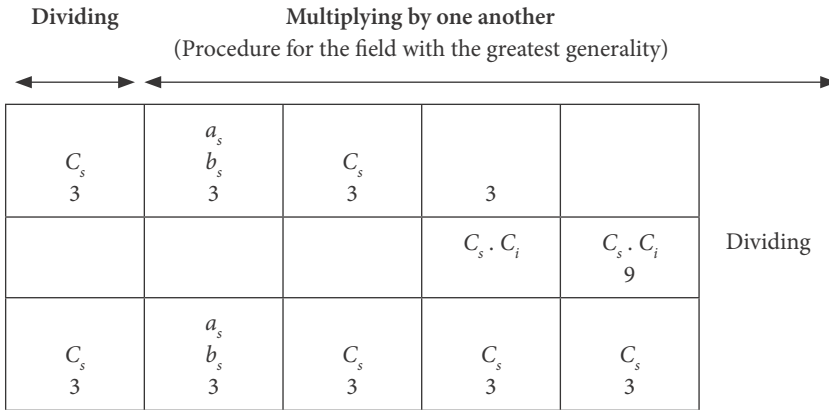 Dividing Multiplying by one another
(Procedure for the field with the greatest generality)
a_s
C_s b_s C_s
3 3 3 3
C_s . C_i C_s . C_i Dividing
9
a_s
C_s b_s C_s C_s C_s
3 3 3 3 3